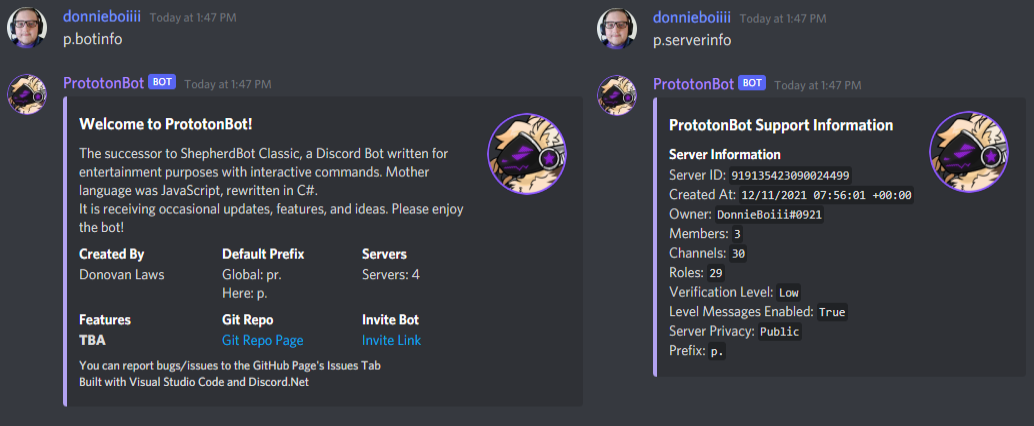 donnieboiiii Today at 1:47 PM
p.botinfo
PrototonBot BOT Today at 1:47 PM
Welcome to PrototonBot!
The successor to ShepherdBot Classic, a Discord Bot written for
entertainment purposes with interactive commands. Mother
language was JavaScript, rewritten in C#.
It is receiving occasional updates, features, and ideas. Please enjoy
the bot!
Created By Default Prefix Servers
Donovan Laws Global: pr. Servers: 4
Here: p.
Features Git Repo Invite Bot
TBA Git Repo Page Invite Link
You can report bugs/issues to the GitHub Page's Issues Tab
Built with Visual Studio Code and Discord.Net
donnieboiiii Today at 1:47 PM
p.serverinfo
PrototonBot BOT Today at 1:47 PM
PrototonBot Support Information
Server Information
Server ID: 919135423090024499
Created At: 12/11/2021 07:56:01 +00:00
Owner: DonnieBoiii#0921
Members: 3
Channels: 30
Roles: 29
Verification Level: Low
Level Messages Enabled: True
Server Privacy: Public
Prefix: p.